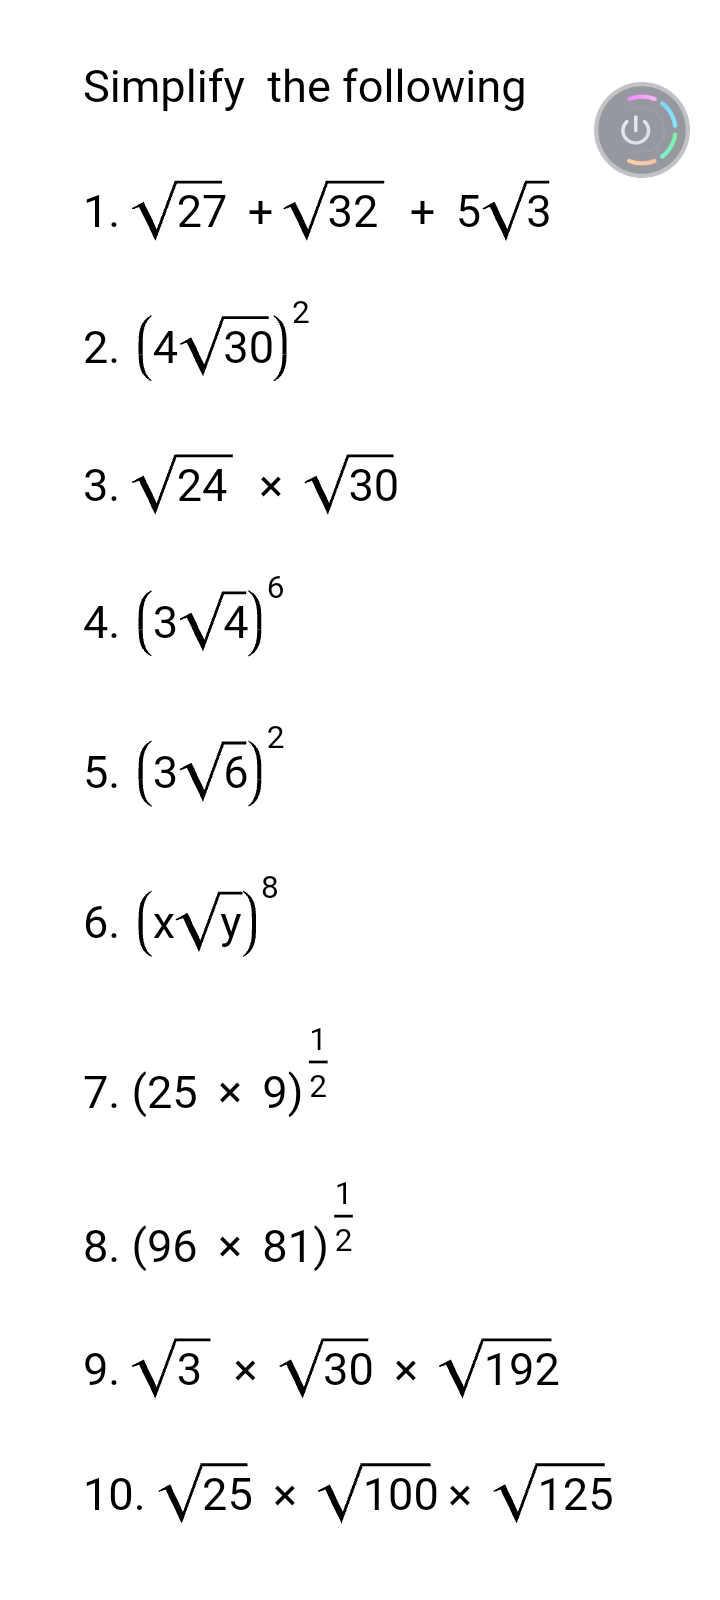 Simplify the following
1. √27 + √32 + 5√3
2. (4√30)²
3. √24 × √30
4. (3√4)⁶
5. (3√6)²
6. (x√y)⁸
7. (25 × 9)^(1/2)
8. (96 × 81)^(1/2)
9. √3 × √30 × √192
10. √25 × √100 × √125